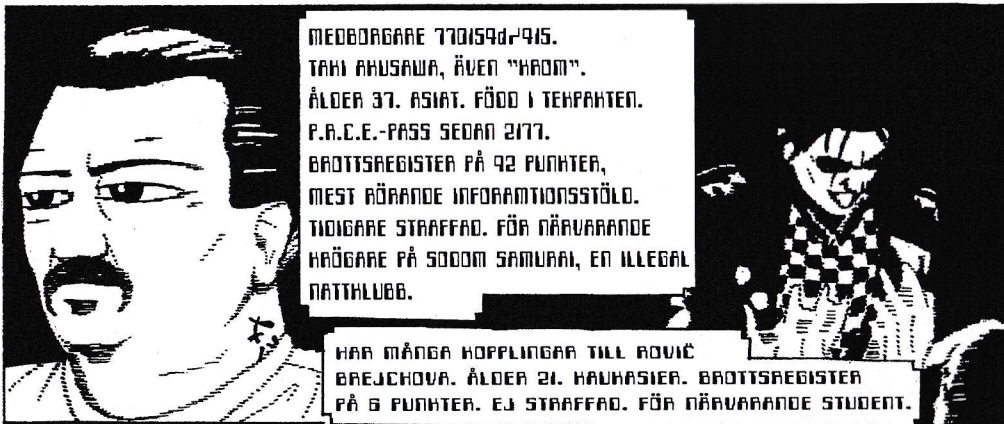 MEDBORGARE 770159dr915.
TAKI AKUSAWA, ÄVEN "KROM".
ÅLDER 37. ASIAT. FÖDD I TEKPAKTEN.
P.A.C.E.-PASS SEDAN 2177.
BROTTSREGISTER PÅ 92 PUNKTER,
MEST RÖRANDE INFORAMTIONSSTÖLD.
TIDIGARE STRAFFAD. FÖR NÄRVARANDE
KRÖGARE PÅ SODOM SAMURAI, EN ILLEGAL
NATTKLUBB.
HAR MÅNGA KOPPLINGAR TILL ROVIČ
BREJCHOVA. ÅLDER 21. KAUKASIER. BROTTSREGISTER
PÅ 6 PUNKTER. EJ STRAFFAD. FÖR NÄRVARANDE STUDENT.